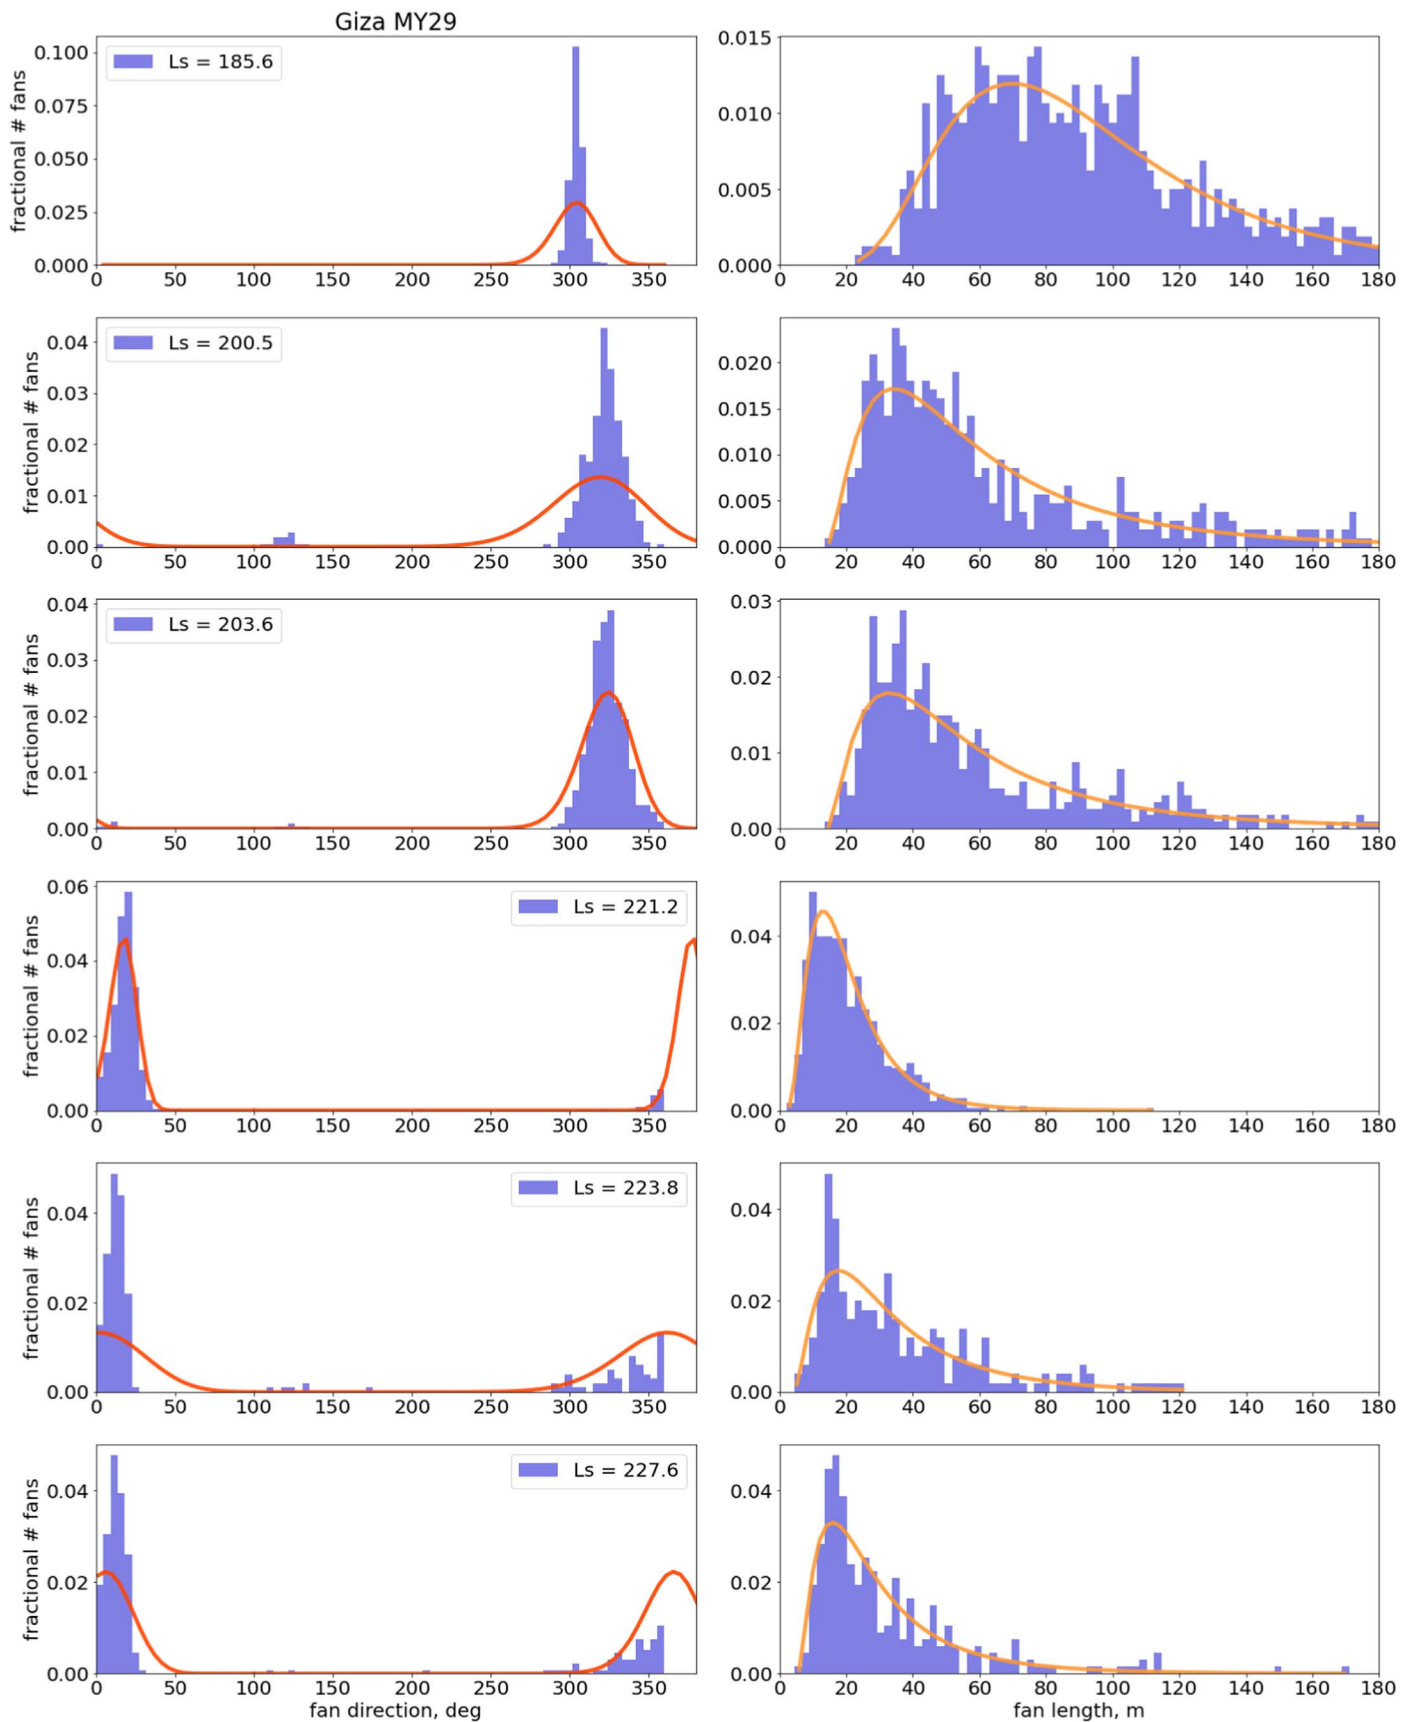 Giza MY29
fractional # fans
0.100
0.075
0.050
0.025
0.000
Ls = 185.6
0 50 100 150 200 250 300 350
0.015
0.010
0.005
0.000
0 20 40 60 80 100 120 140 160 180
fractional # fans
0.04
0.03
0.02
0.01
0.00
Ls = 200.5
0 50 100 150 200 250 300 350
0.020
0.015
0.010
0.005
0.000
0 20 40 60 80 100 120 140 160 180
fractional # fans
0.04
0.03
0.02
0.01
0.00
Ls = 203.6
0 50 100 150 200 250 300 350
0.03
0.02
0.01
0.00
0 20 40 60 80 100 120 140 160 180
fractional # fans
0.06
0.04
0.02
0.00
Ls = 221.2
0 50 100 150 200 250 300 350
0.04
0.02
0.00
0 20 40 60 80 100 120 140 160 180
fractional # fans
0.04
0.02
0.00
Ls = 223.8
0 50 100 150 200 250 300 350
0.04
0.02
0.00
0 20 40 60 80 100 120 140 160 180
fractional # fans
0.04
0.02
0.00
Ls = 227.6
0 50 100 150 200 250 300 350
fan direction, deg
0.04
0.02
0.00
0 20 40 60 80 100 120 140 160 180
fan length, m